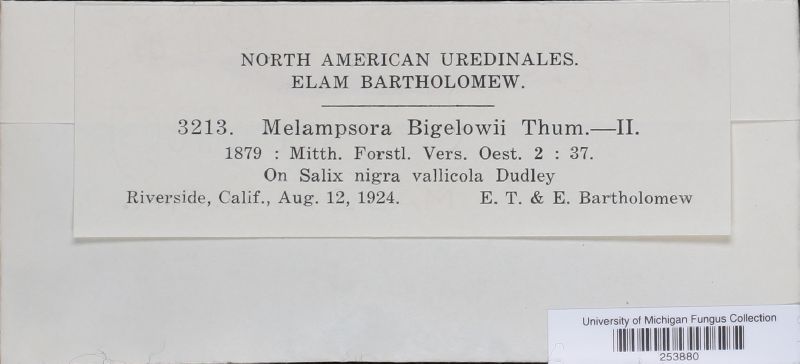 NORTH AMERICAN UREDINALES.
ELAM BARTHOLOMEW.
3213. Melampsora Bigelowii Thum.—II.
1879 : Mitth. Forstl. Vers. Oest. 2 : 37.
On Salix nigra vallicola Dudley
Riverside, Calif., Aug. 12, 1924. E. T. & E. Bartholomew
University of Michigan Fungus Collection
253880